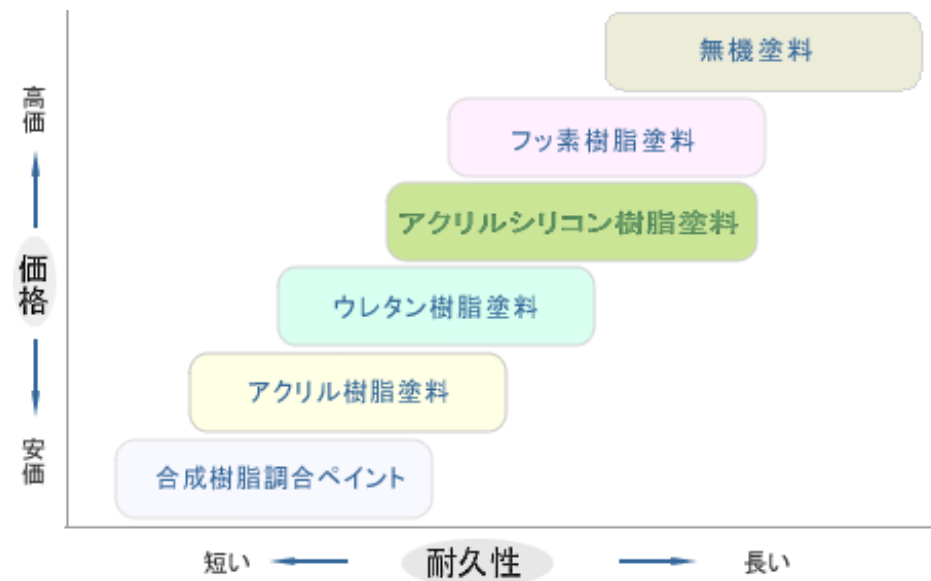 無機塗料
高価
フッ素樹脂塗料
アクリルシリコン樹脂塗料
価格
ウレタン樹脂塗料
アクリル樹脂塗料
安価
合成樹脂調合ペイント
短い
耐久性
長い